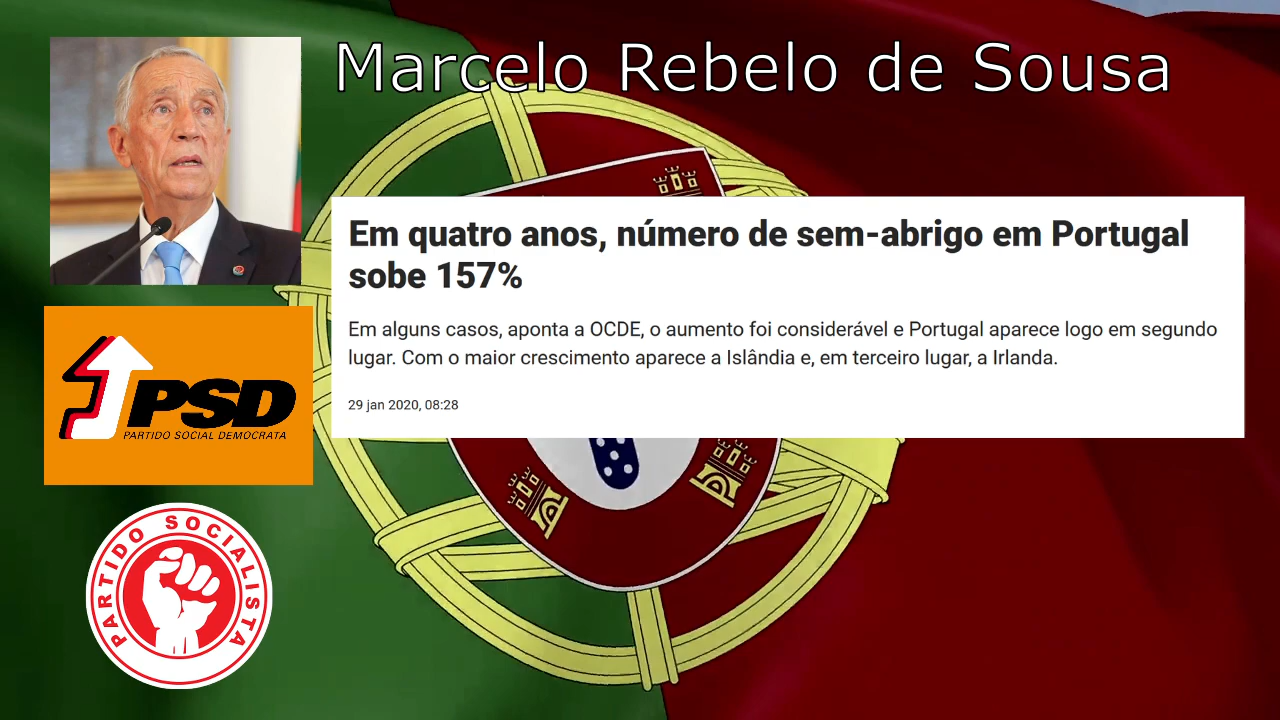 Marcelo Rebelo de Sousa
Em quatro anos, número de sem-abrigo em Portugal
sobe 157%
Em alguns casos, aponta a OCDE, o aumento foi considerável e Portugal aparece logo em segundo
lugar. Com o maior crescimento aparece a Islândia e, em terceiro lugar, a Irlanda.
29 jan 2020, 08:28
PSD
PARTIDO SOCIAL DEMOCRATA
PARTIDO SOCIALISTA